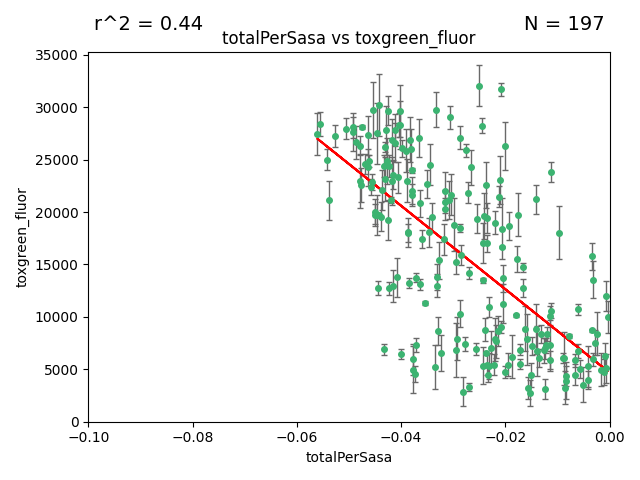 r^2 = 0.44
N = 197
totalPerSasa vs toxgreen_fluor
35000
30000
25000
20000
15000
10000
5000
0
toxgreen_fluor
−0.10
−0.08
−0.06
−0.04
−0.02
0.00
totalPerSasa